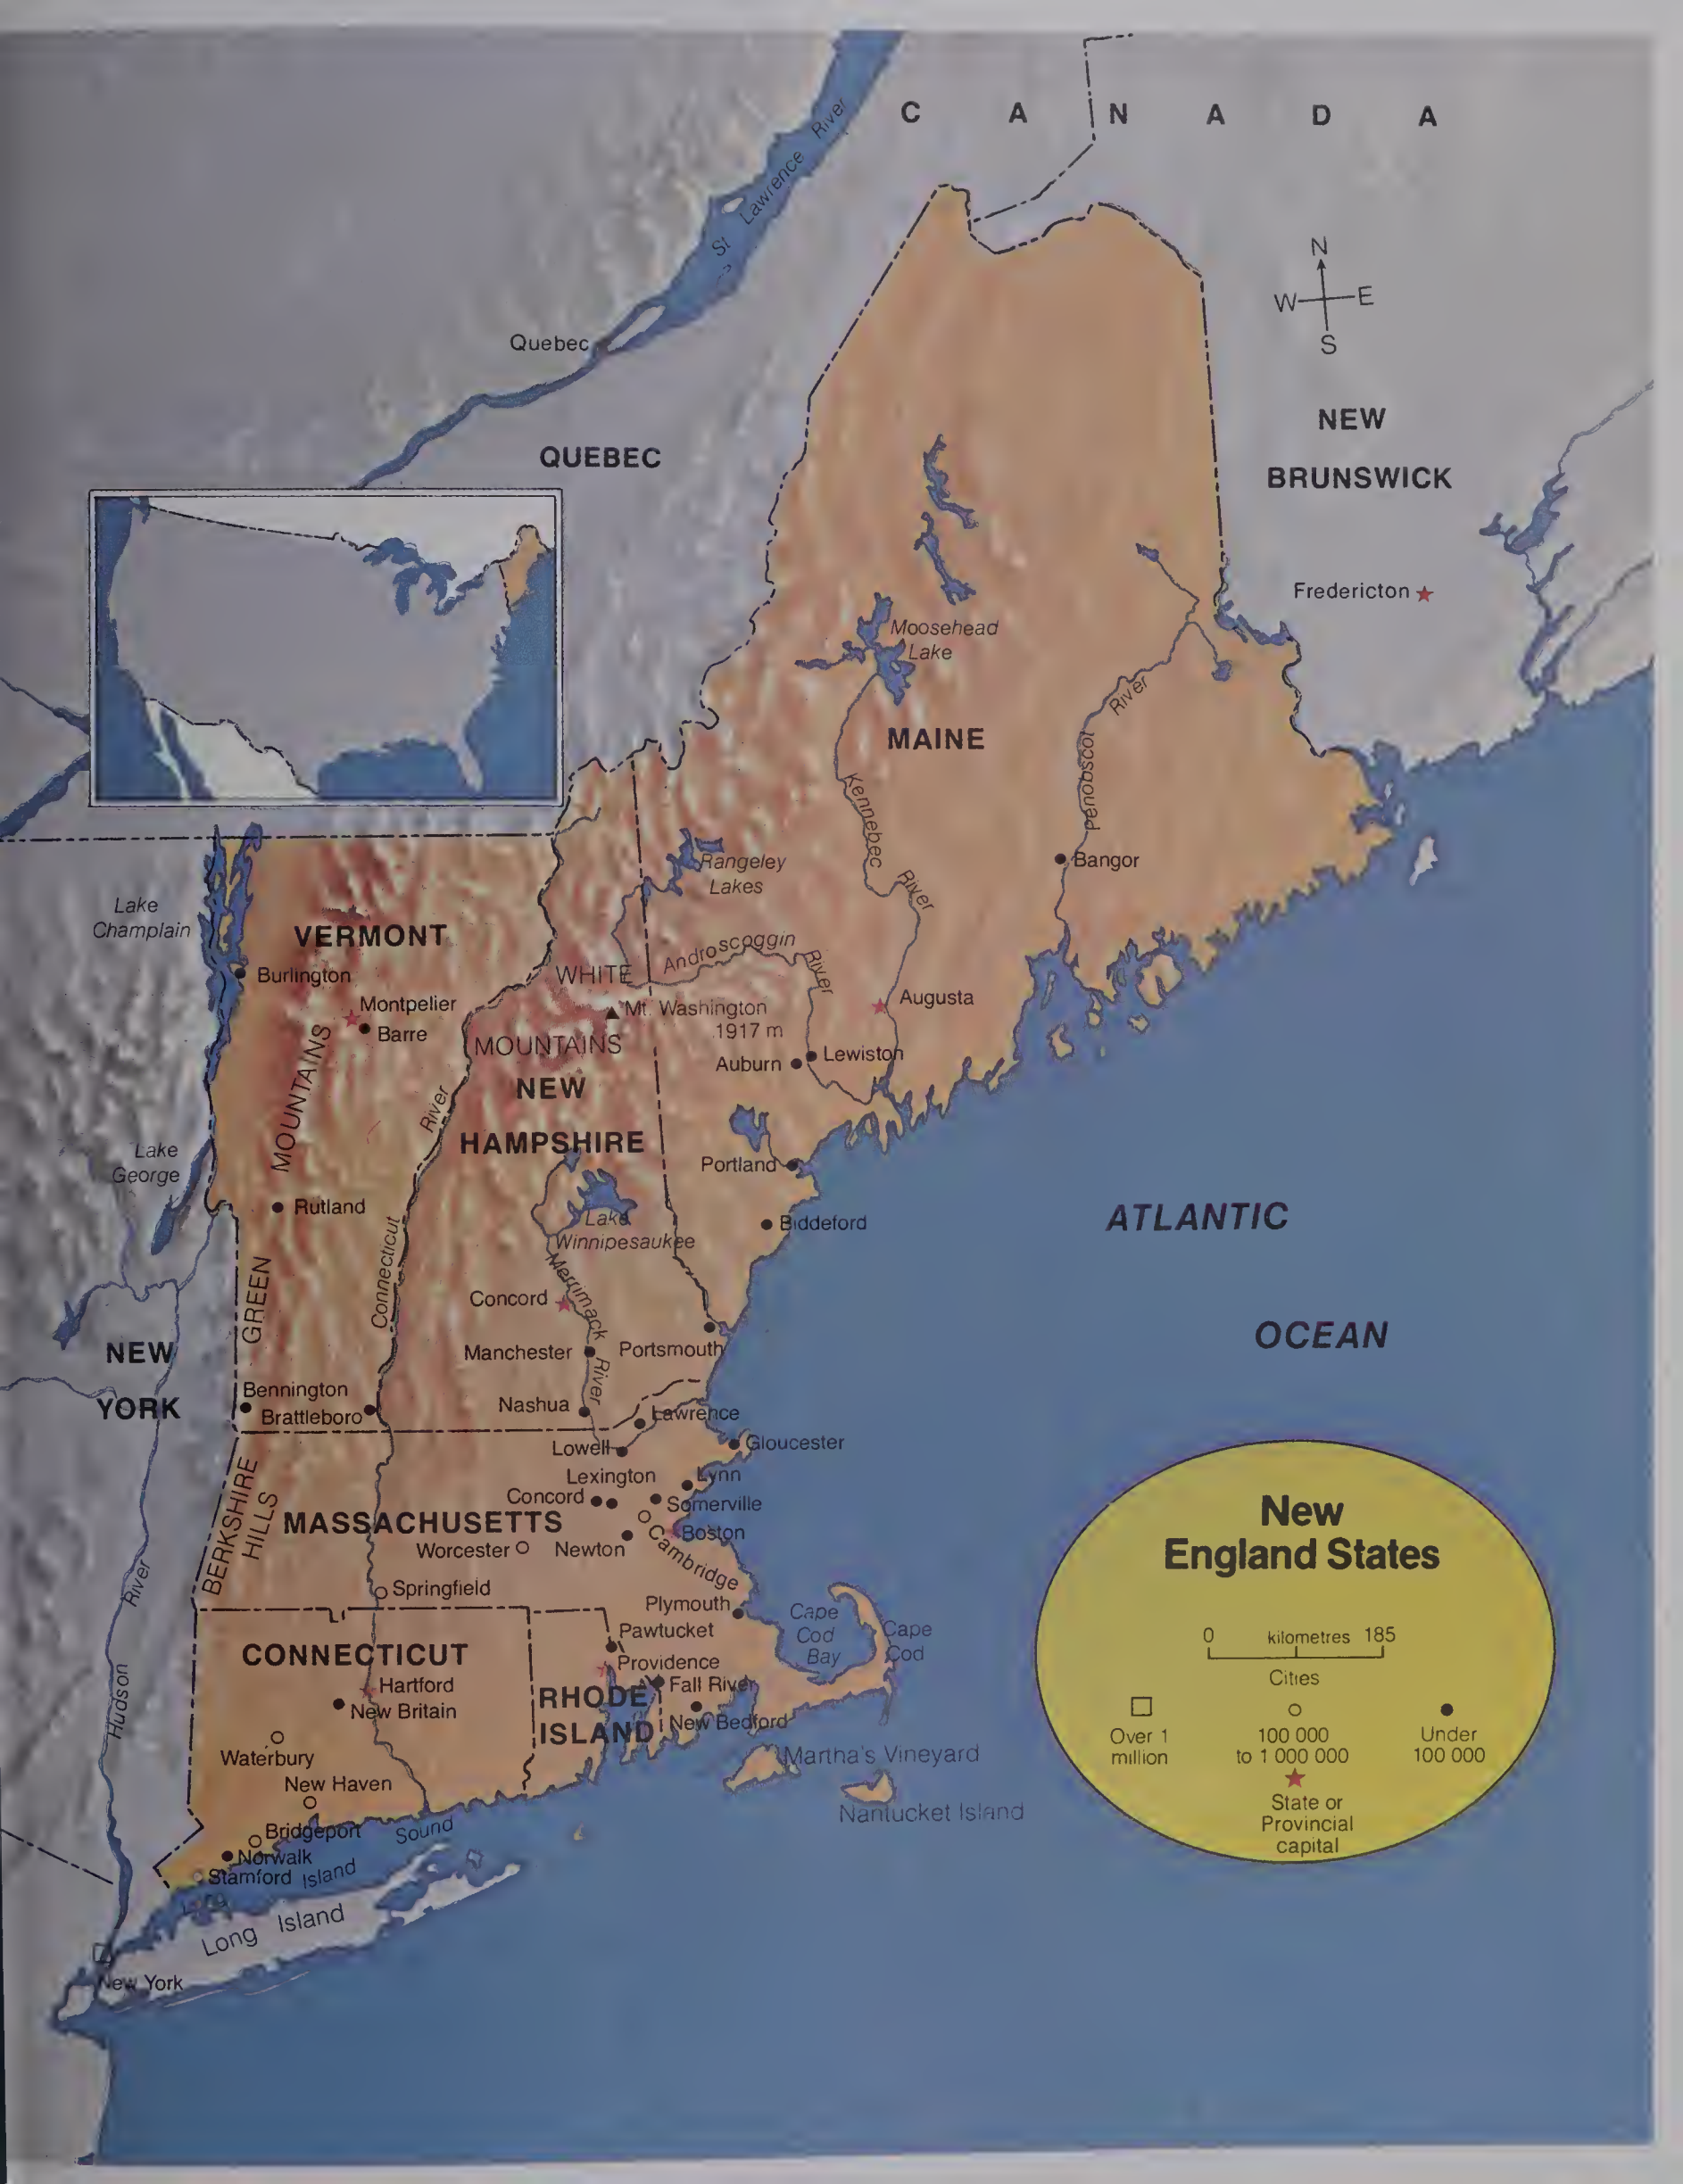 C A N A D A
St Lawrence River
N
W E
S
Quebec
QUEBEC
NEW
BRUNSWICK
Fredericton
Moosehead
Lake
MAINE
Kennebec
River
Penobscot
River
Bangor
Rangeley
Lakes
Lake
Champlain
VERMONT
Burlington
Montpelier
Barre
WHITE
MOUNTAINS
Androscoggin
River
Mt. Washington
1917 m
Augusta
Auburn
Lewiston
NEW
HAMPSHIRE
GREEN
MOUNTAINS
Connecticut
River
Lake
George
Rutland
Portland
Biddeford
Lake
Winnipesaukee
Merrimack
River
Concord
Manchester
Portsmouth
Nashua
NEW
YORK
Bennington
Brattleboro
ATLANTIC
OCEAN
Lawrence
Lowell
Gloucester
Lexington
Lynn
Concord
Somerville
BERKSHIRE
HILLS
MASSACHUSETTS
Boston
Worcester
Newton
Cambridge
Springfield
Plymouth
Cape
Cod
Bay
Cape
Cod
Pawtucket
Providence
CONNECTICUT
Hartford
New Britain
RHODE
ISLAND
Fall River
New Bedford
Waterbury
New Haven
Martha's Vineyard
Nantucket Island
Bridgeport
Norwalk
Stamford
Long Island Sound
Long Island
Hudson
River
New York
New
England States
0 kilometres 185
Cities
Over 1
million
100 000
to 1 000 000
Under
100 000
State or
Provincial
capital